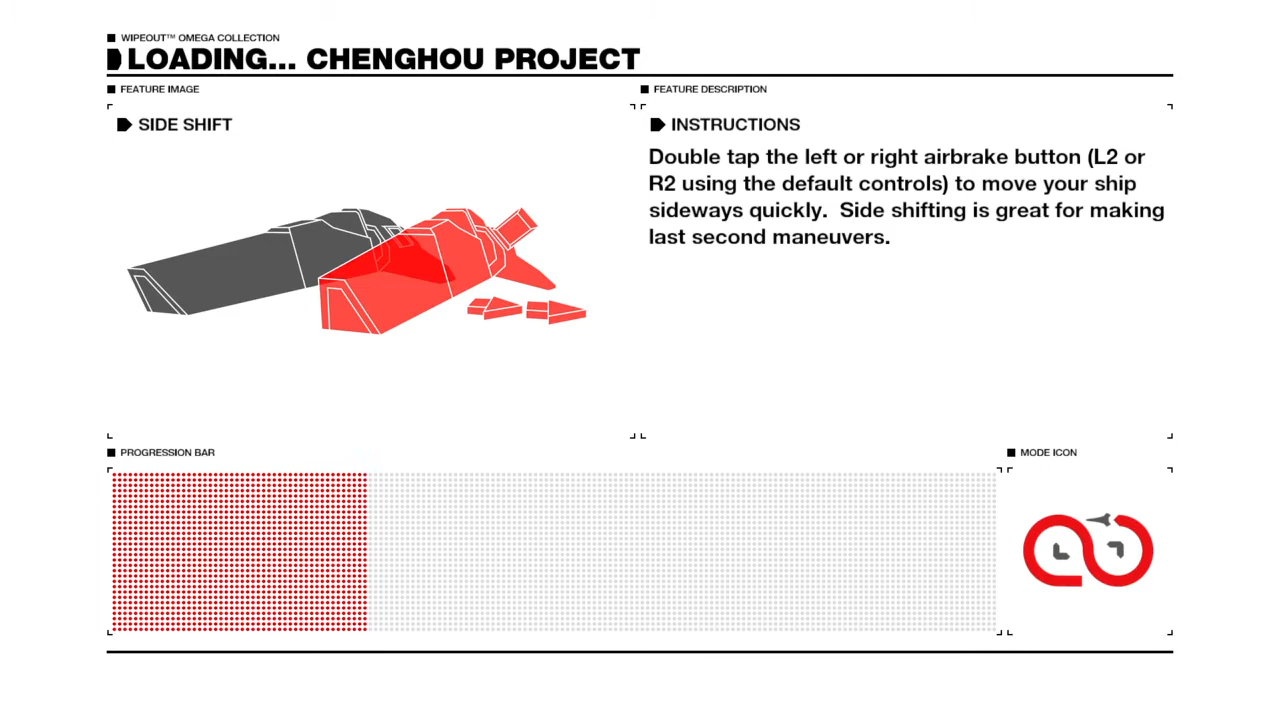 WIPEOUT™ OMEGA COLLECTION
LOADING... CHENGHOU PROJECT
FEATURE IMAGE
SIDE SHIFT
FEATURE DESCRIPTION
INSTRUCTIONS
Double tap the left or right airbrake button (L2 or
R2 using the default controls) to move your ship
sideways quickly.  Side shifting is great for making
last second maneuvers.
PROGRESSION BAR
MODE ICON